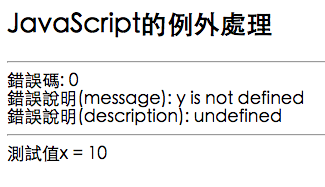 JavaScript的例外處理
錯誤碼: 0
錯誤說明(message): y is not defined
錯誤說明(description): undefined
測試值x = 10